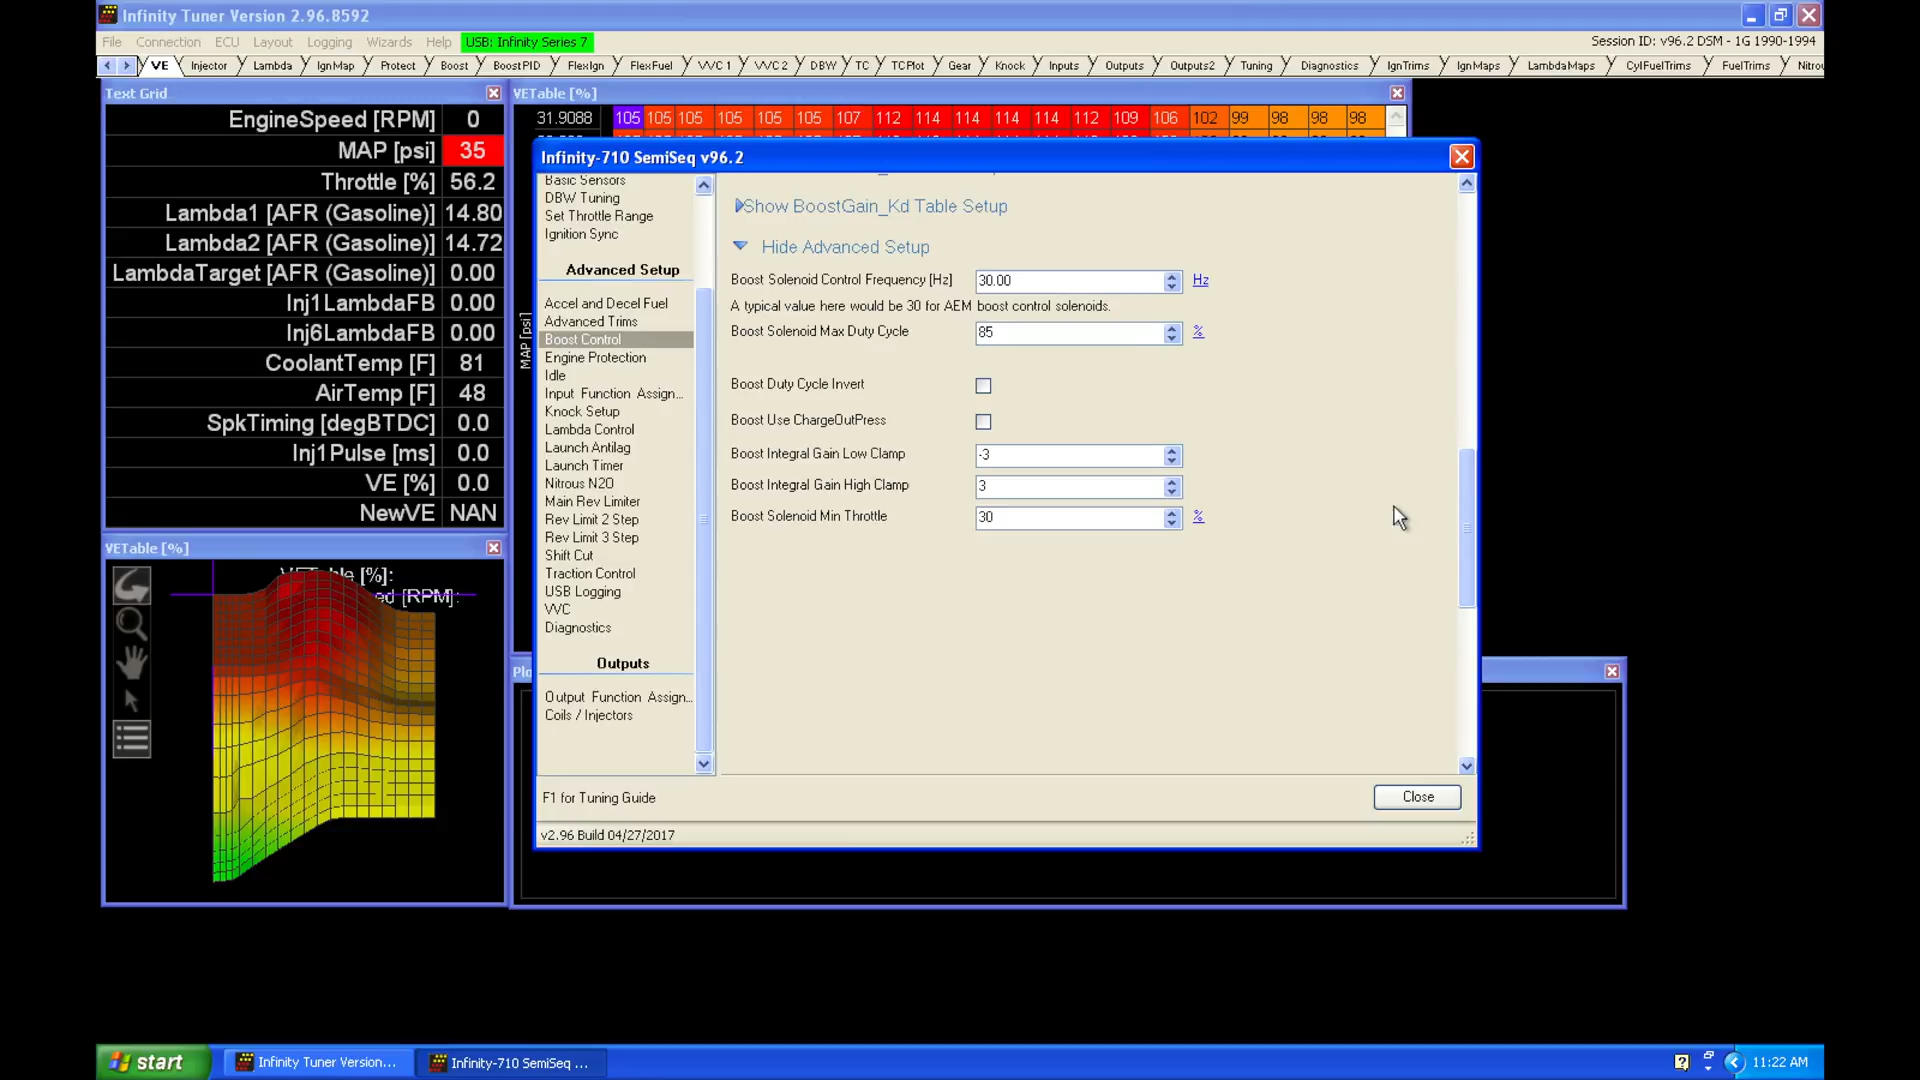 Infinity Tuner Version 2.96.8592
File Connection ECU Layout Logging Wizards Help USB: Infinity Series 7
Session ID: v96.2 DSM - 1G 1990-1994
VE Injector Lambda IgnMap Protect Boost BoostPID FlexIgn FlexFuel VVC 1 VVC 2 DBW TC TCPlot Gear Knock Inputs Outputs Outputs2 Tuning Diagnostics IgnTrims IgnMaps LambdaMaps CylFuelTrims FuelTrims Nitrou
Text Grid
EngineSpeed [RPM] 0
MAP [psi] 35
Throttle [%] 56.2
Lambda1 [AFR (Gasoline)] 14.80
Lambda2 [AFR (Gasoline)] 14.72
LambdaTarget [AFR (Gasoline)] 0.00
Inj1LambdaFB 0.00
Inj6LambdaFB 0.00
CoolantTemp [F] 81
AirTemp [F] 48
SpkTiming [degBTDC] 0.0
Inj1Pulse [ms] 0.0
VE [%] 0.0
NewVE NAN
VETable [%]
31.9088 105 105 105 105 105 105 107 112 114 114 114 114 112 109 106 102 99 98 98 98
MAP [psi]
VETable [%]
VETable [%]:
ed [RPM]:
Plo
Infinity-710 SemiSeq v96.2
Basic Sensors
DBW Tuning
Set Throttle Range
Ignition Sync
Advanced Setup
Accel and Decel Fuel
Advanced Trims
Boost Control
Engine Protection
Idle
Input Function Assign...
Knock Setup
Lambda Control
Launch Antilag
Launch Timer
Nitrous N2O
Main Rev Limiter
Rev Limit 2 Step
Rev Limit 3 Step
Shift Cut
Traction Control
USB Logging
VVC
Diagnostics
Outputs
Output Function Assign...
Coils / Injectors
Show BoostGain_Kd Table Setup
Hide Advanced Setup
Boost Solenoid Control Frequency [Hz] 30.00 Hz
A typical value here would be 30 for AEM boost control solenoids.
Boost Solenoid Max Duty Cycle 85 %
Boost Duty Cycle Invert
Boost Use ChargeOutPress
Boost Integral Gain Low Clamp -3
Boost Integral Gain High Clamp 3
Boost Solenoid Min Throttle 30 %
F1 for Tuning Guide
Close
v2.96 Build 04/27/2017
start
Infinity Tuner Version...
Infinity-710 SemiSeq ...
11:22 AM